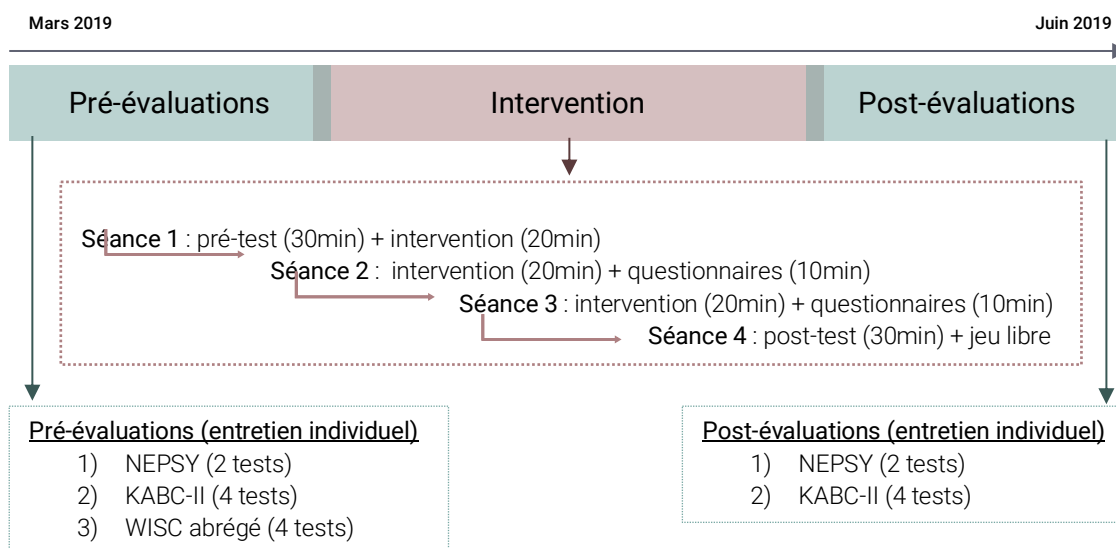 Mars 2019
Juin 2019
Pré-évaluations
Intervention
Post-évaluations
Séance 1 : pré-test (30min) + intervention (20min)
Séance 2 : intervention (20min) + questionnaires (10min)
Séance 3 : intervention (20min) + questionnaires (10min)
Séance 4 : post-test (30min) + jeu libre
Pré-évaluations (entretien individuel)
1) NEPSY (2 tests)
2) KABC-II (4 tests)
3) WISC abrégé (4 tests)
Post-évaluations (entretien individuel)
1) NEPSY (2 tests)
2) KABC-II (4 tests)